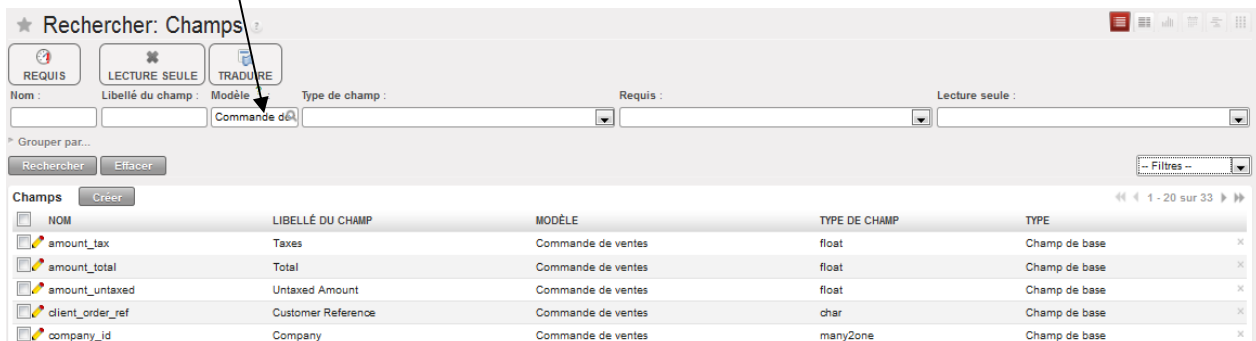 Rechercher: Champs ?
REQUIS LECTURE SEULE TRADUIRE
Nom : Libellé du champ : Modèle ? : Type de champ : Requis : Lecture seule :
Commande de
Grouper par...
Rechercher Effacer -- Filtres --
Champs Créer 1 - 20 sur 33
NOM LIBELLÉ DU CHAMP MODÈLE TYPE DE CHAMP TYPE
amount_tax Taxes Commande de ventes float Champ de base
amount_total Total Commande de ventes float Champ de base
amount_untaxed Untaxed Amount Commande de ventes float Champ de base
client_order_ref Customer Reference Commande de ventes char Champ de base
company_id Company Commande de ventes many2one Champ de base